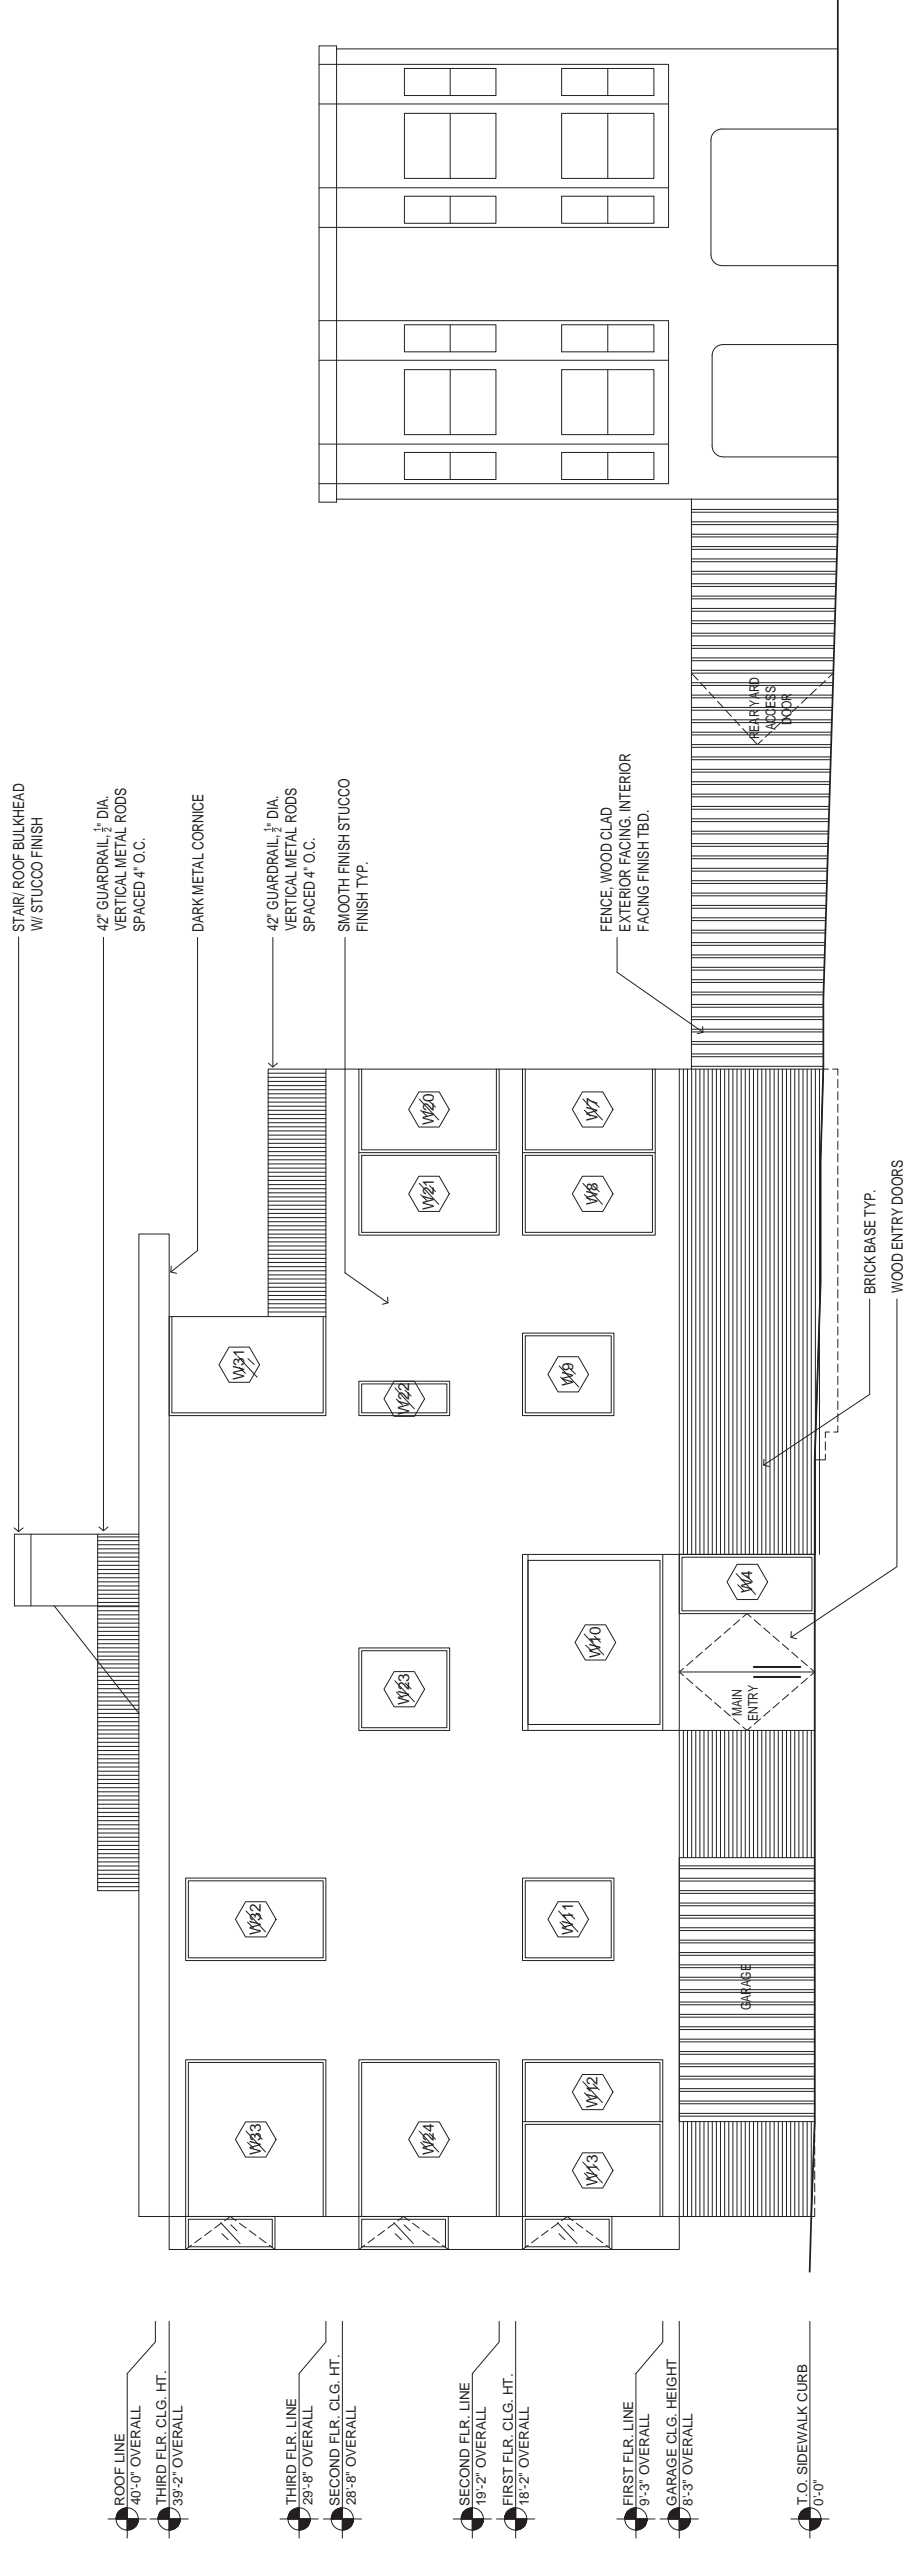 STAIR/ ROOF BULKHEAD
W/ STUCCO FINISH
42" GUARDRAIL, 1/2" DIA.
VERTICAL METAL RODS
SPACED 4" O.C.
DARK METAL CORNICE
42" GUARDRAIL, 1/2" DIA.
VERTICAL METAL RODS
SPACED 4" O.C.
SMOOTH FINISH STUCCO
FINISH TYP.
FENCE, WOOD CLAD
EXTERIOR FACING. INTERIOR
FACING FINISH TBD.
REAR YARD
ACCESS
DOOR
BRICK BASE TYP.
WOOD ENTRY DOORS
ROOF LINE
40'-0" OVERALL
THIRD FLR. CLG. HT.
39'-2" OVERALL
THIRD FLR. LINE
29'-8" OVERALL
SECOND FLR. CLG. HT.
28'-8" OVERALL
SECOND FLR. LINE
19'-2" OVERALL
FIRST FLR. CLG. HT.
18'-2" OVERALL
FIRST FLR. LINE
9'-3" OVERALL
GARAGE CLG. HEIGHT
8'-3" OVERALL
T.O. SIDEWALK CURB
0'-0"
W33
W32
W31
W24
W23
W22
W21
W20
W13
W12
W11
W10
W9
W8
W7
GARAGE
MAIN
ENTRY
W4